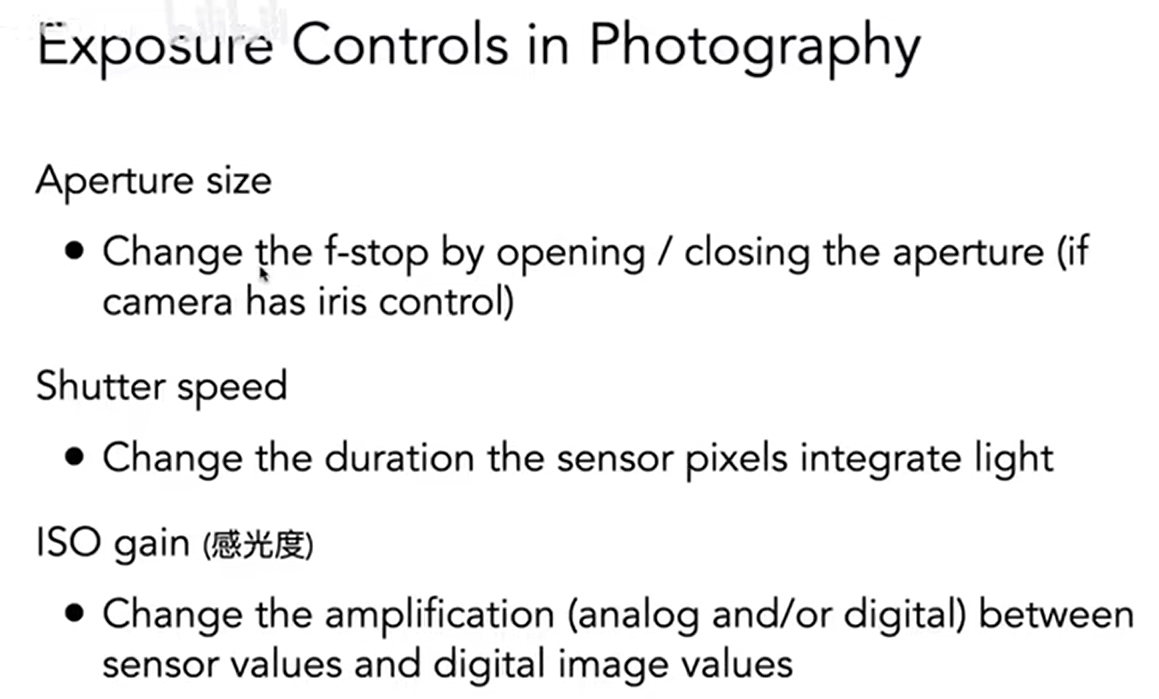 Exposure Controls in Photography
Aperture size
● Change the f-stop by opening / closing the aperture (if
camera has iris control)
Shutter speed
● Change the duration the sensor pixels integrate light
ISO gain (感光度)
● Change the amplification (analog and/or digital) between
sensor values and digital image values